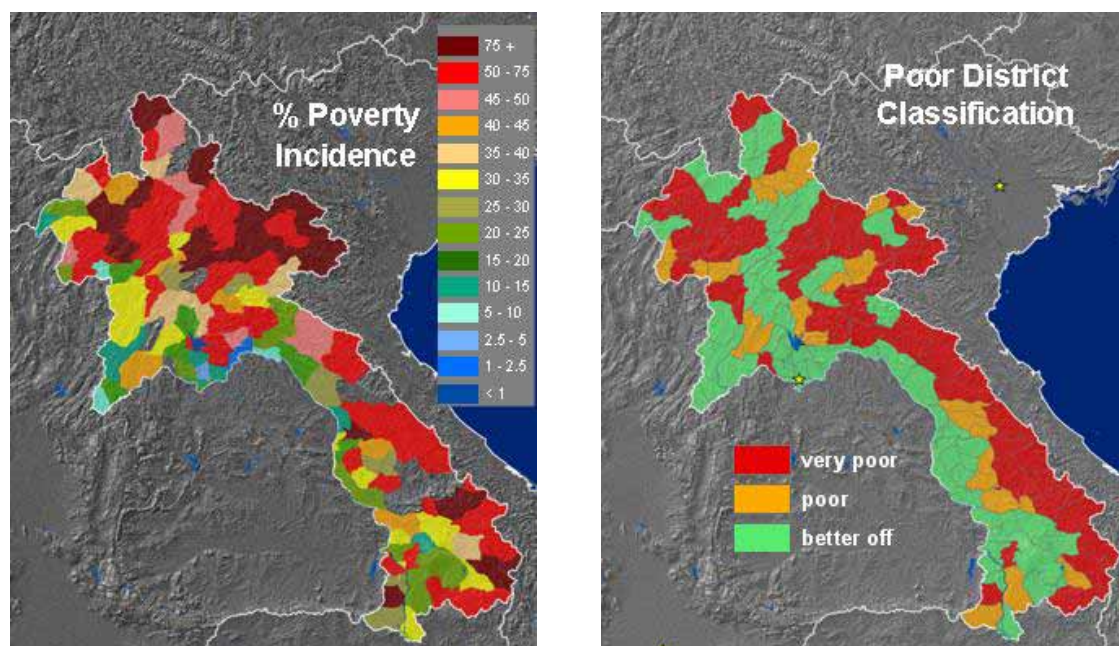 % Poverty
Incidence
75 +
50 - 75
45 - 50
40 - 45
35 - 40
30 - 35
25 - 30
20 - 25
15 - 20
10 - 15
5 - 10
2.5 - 5
1 - 2.5
< 1
Poor District
Classification
very poor
poor
better off